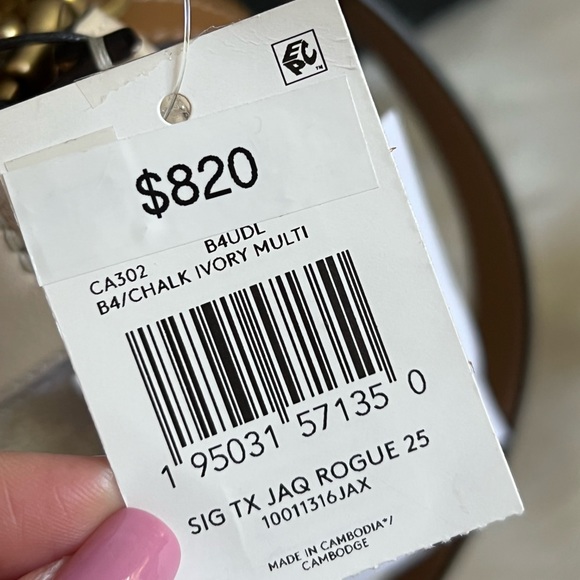 EPC
TM
$820
CA302 B4UDL
B4/CHALK IVORY MULTI
1 95031 57135 0
SIG TX JAQ ROGUE 25
10011316JAX
MADE IN CAMBODIA*/
CAMBODGE